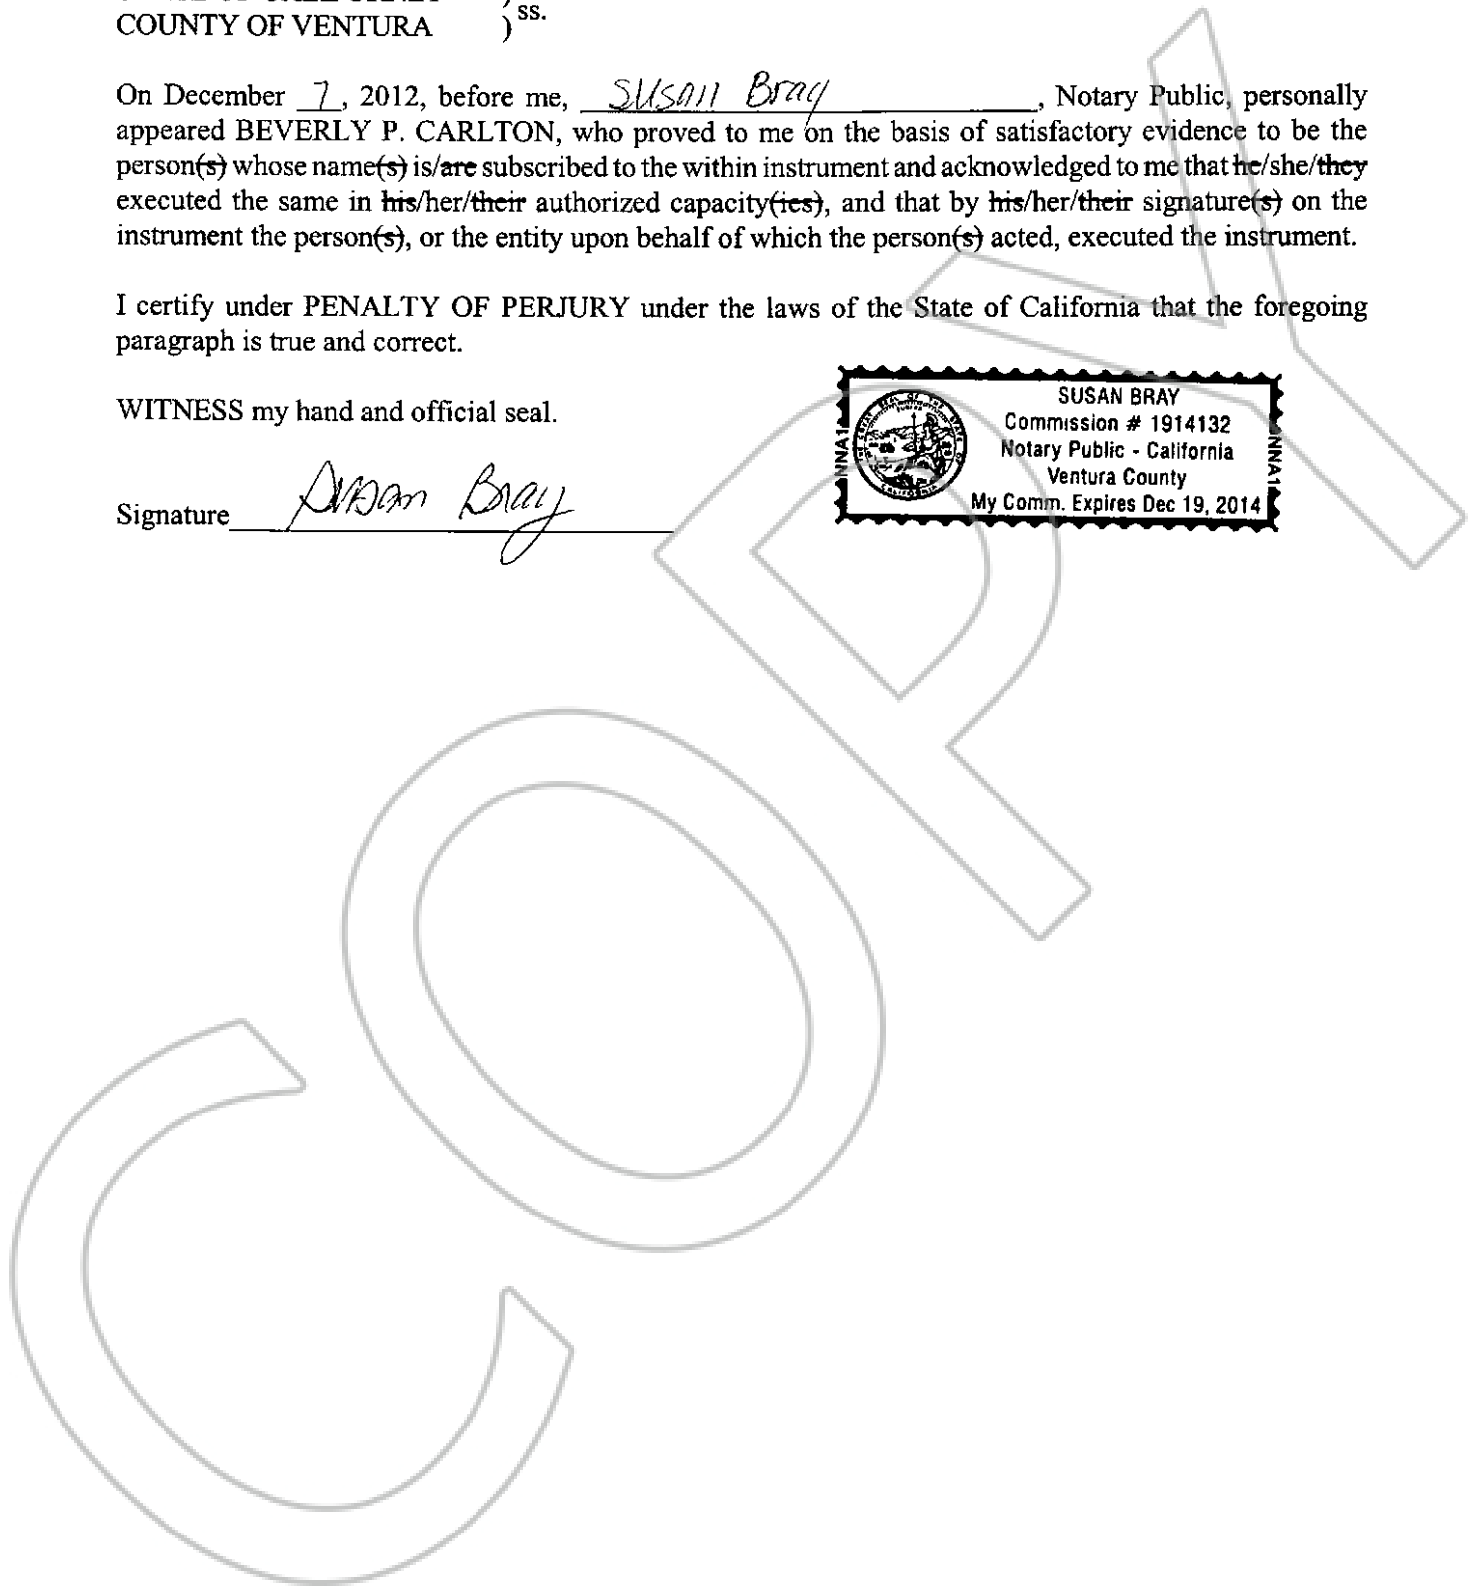 COUNTY OF VENTURA ) ss.
On December 7, 2012, before me, Susan Bray, Notary Public, personally
appeared BEVERLY P. CARLTON, who proved to me on the basis of satisfactory evidence to be the
person(s) whose name(s) is/are subscribed to the within instrument and acknowledged to me that he/she/they
executed the same in his/her/their authorized capacity(ies), and that by his/her/their signature(s) on the
instrument the person(s), or the entity upon behalf of which the person(s) acted, executed the instrument.
I certify under PENALTY OF PERJURY under the laws of the State of California that the foregoing
paragraph is true and correct.
WITNESS my hand and official seal.
Signature Susan Bray
SUSAN BRAY
Commission # 1914132
Notary Public - California
Ventura County
My Comm. Expires Dec 19, 2014
NNA1
NNA1
COPY